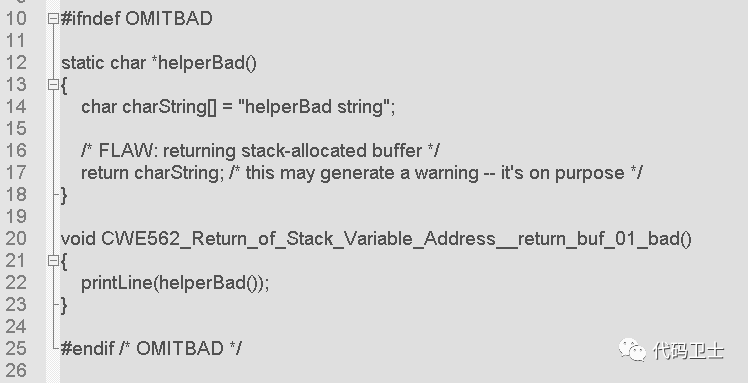 10 #ifndef OMITBAD
11
12 static char *helperBad()
13 {
14     char charString[] = "helperBad string";
15
16     /* FLAW: returning stack-allocated buffer */
17     return charString; /* this may generate a warning -- it's on purpose */
18 }
19
20 void CWE562_Return_of_Stack_Variable_Address__return_buf_01_bad()
21 {
22     printLine(helperBad());
23 }
24
25 #endif /* OMITBAD */
26
代码卫士